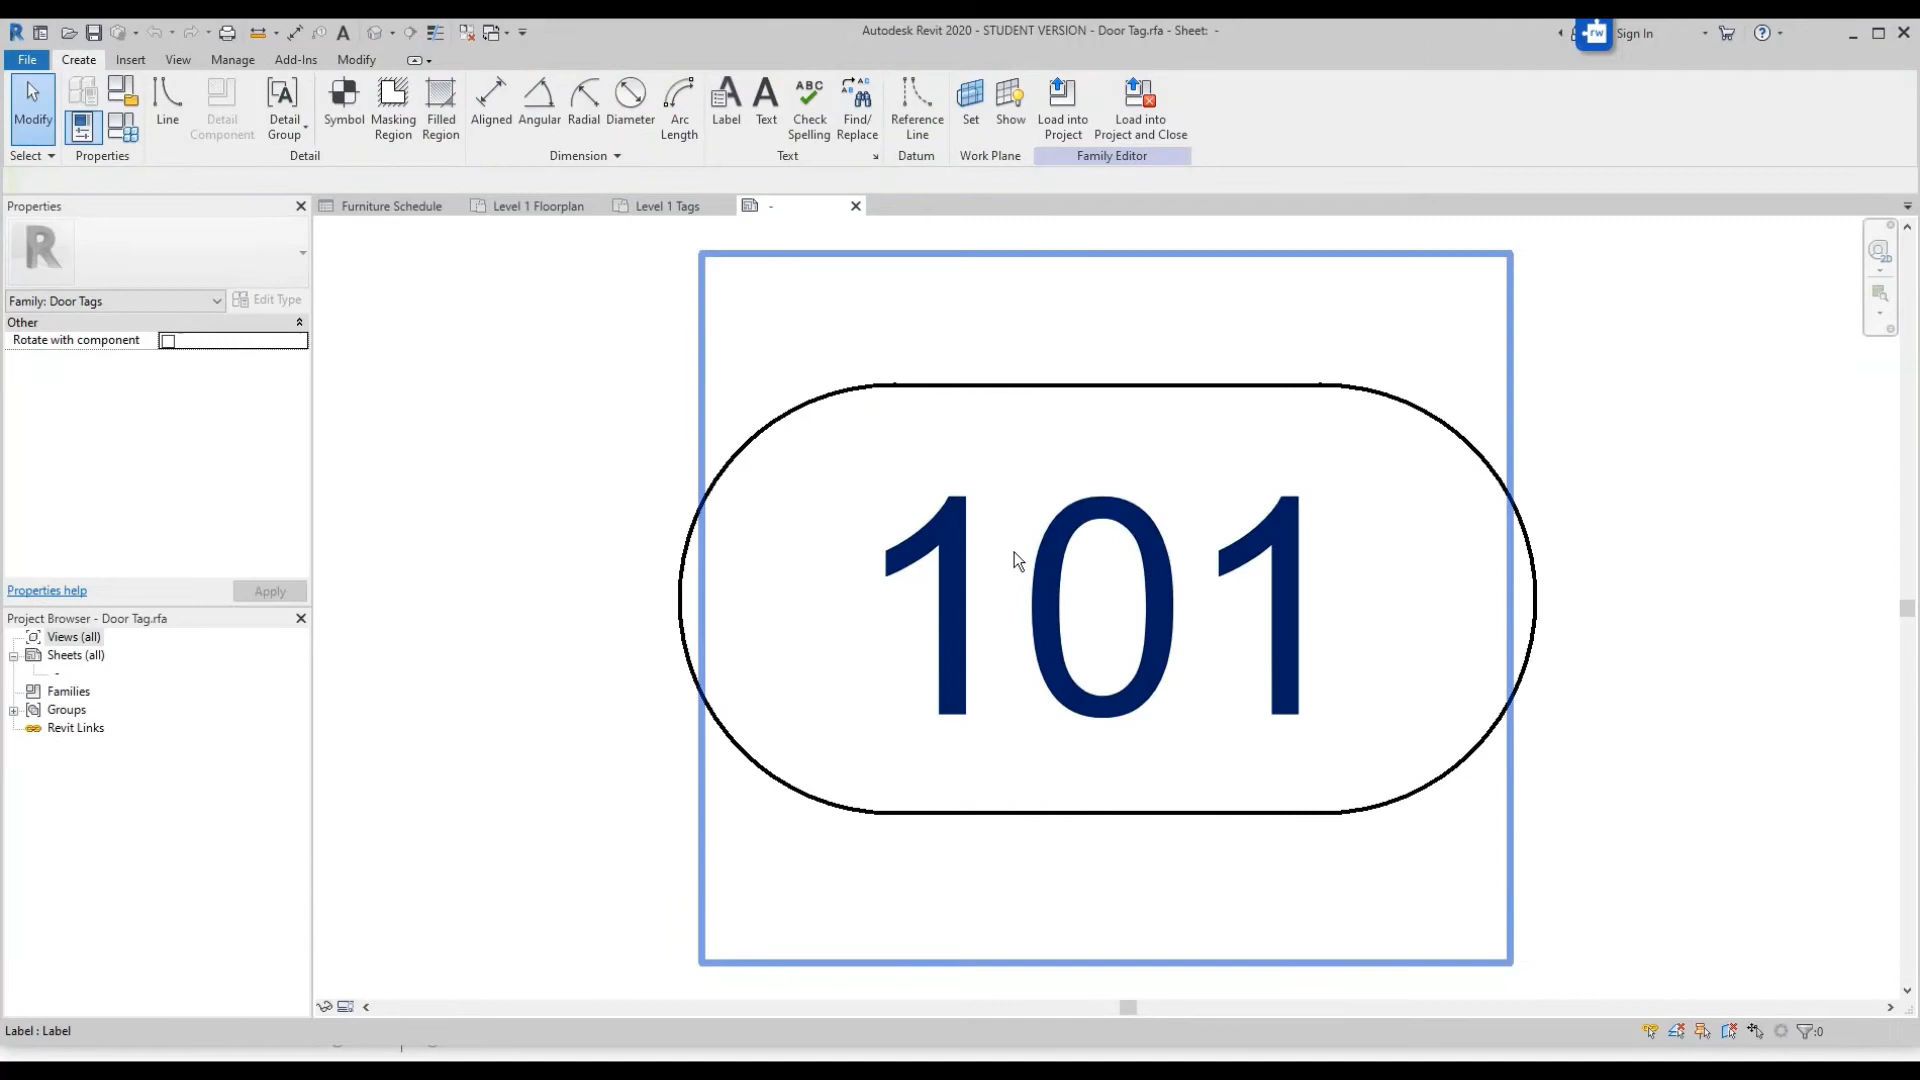 Autodesk Revit 2020 - STUDENT VERSION - Door Tag.rfa - Sheet: -
rw
Sign In
File Create Insert View Manage Add-Ins Modify
Modify
Line
Detail Component
Detail Group
Symbol
Masking Region
Filled Region
Aligned
Angular
Radial
Diameter
Arc Length
Label
Text
ABC
Check Spelling
Find/ Replace
Reference Line
Set
Show
Load into Project
Load into Project and Close
Select
Properties
Detail
Dimension
Text
Datum
Work Plane
Family Editor
Properties
Furniture Schedule
Level 1 Floorplan
Level 1 Tags
-
R
Family: Door Tags
Edit Type
Other
Rotate with component
2D
101
Properties help
Apply
Project Browser - Door Tag.rfa
Views (all)
Sheets (all)
-
Families
Groups
Revit Links
Label : Label
:0